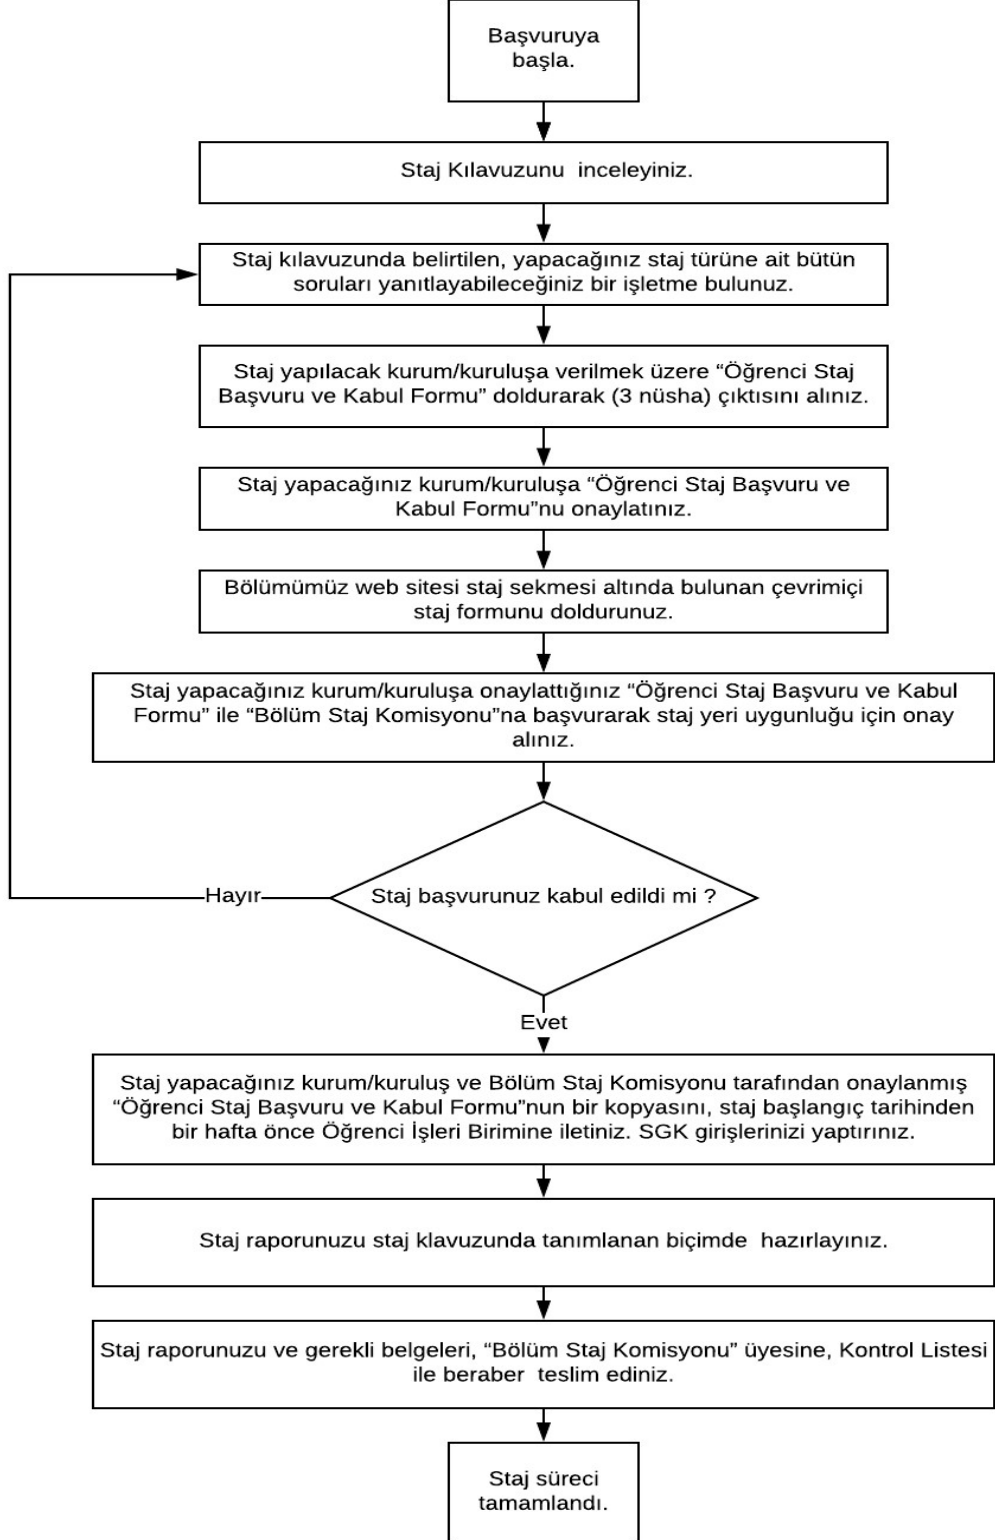 Başvuruya
başla.
Staj Kılavuzunu  inceleyiniz.
Staj kılavuzunda belirtilen, yapacağınız staj türüne ait bütün
soruları yanıtlayabileceğiniz bir işletme bulunuz.
Staj yapılacak kurum/kuruluşa verilmek üzere “Öğrenci Staj
Başvuru ve Kabul Formu” doldurarak (3 nüsha) çıktısını alınız.
Staj yapacağınız kurum/kuruluşa “Öğrenci Staj Başvuru ve
Kabul Formu”nu onaylatınız.
Bölümümüz web sitesi staj sekmesi altında bulunan çevrimiçi
staj formunu doldurunuz.
Staj yapacağınız kurum/kuruluşa onaylattığınız “Öğrenci Staj Başvuru ve Kabul
Formu” ile “Bölüm Staj Komisyonu”na başvurarak staj yeri uygunluğu için onay
alınız.
Hayır
Staj başvurunuz kabul edildi mi ?
Evet
Staj yapacağınız kurum/kuruluş ve Bölüm Staj Komisyonu tarafından onaylanmış
“Öğrenci Staj Başvuru ve Kabul Formu”nun bir kopyasını, staj başlangıç tarihinden
bir hafta önce Öğrenci İşleri Birimine iletiniz. SGK girişlerinizi yaptırınız.
Staj raporunuzu staj klavuzunda tanımlanan biçimde  hazırlayınız.
Staj raporunuzu ve gerekli belgeleri, “Bölüm Staj Komisyonu” üyesine, Kontrol Listesi
ile beraber  teslim ediniz.
Staj süreci
tamamlandı.